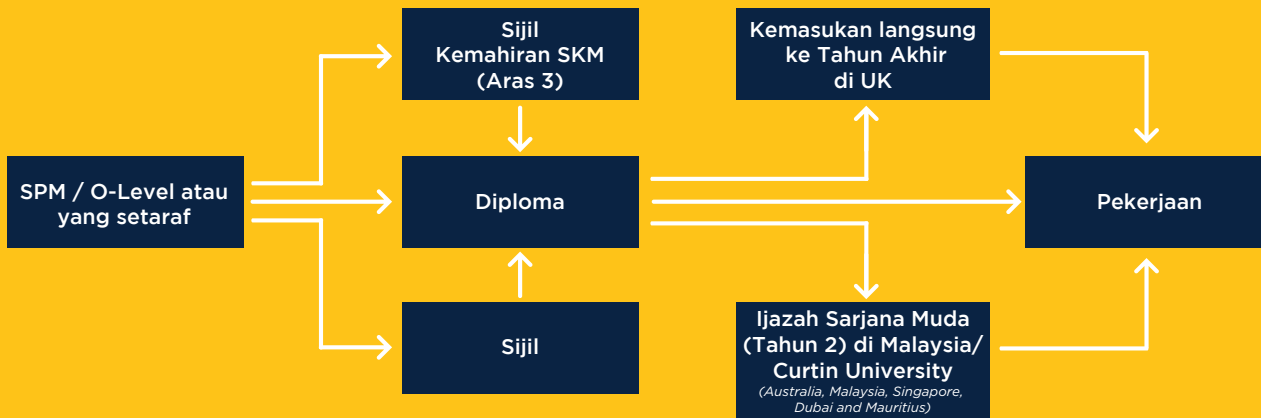 SPM / O-Level atau
yang setaraf
Sijil
Kemahiran SKM
(Aras 3)
Diploma
Sijil
Kemasukan langsung
ke Tahun Akhir
di UK
Ijazah Sarjana Muda
(Tahun 2) di Malaysia/
Curtin University
(Australia, Malaysia, Singapore,
Dubai and Mauritius)
Pekerjaan